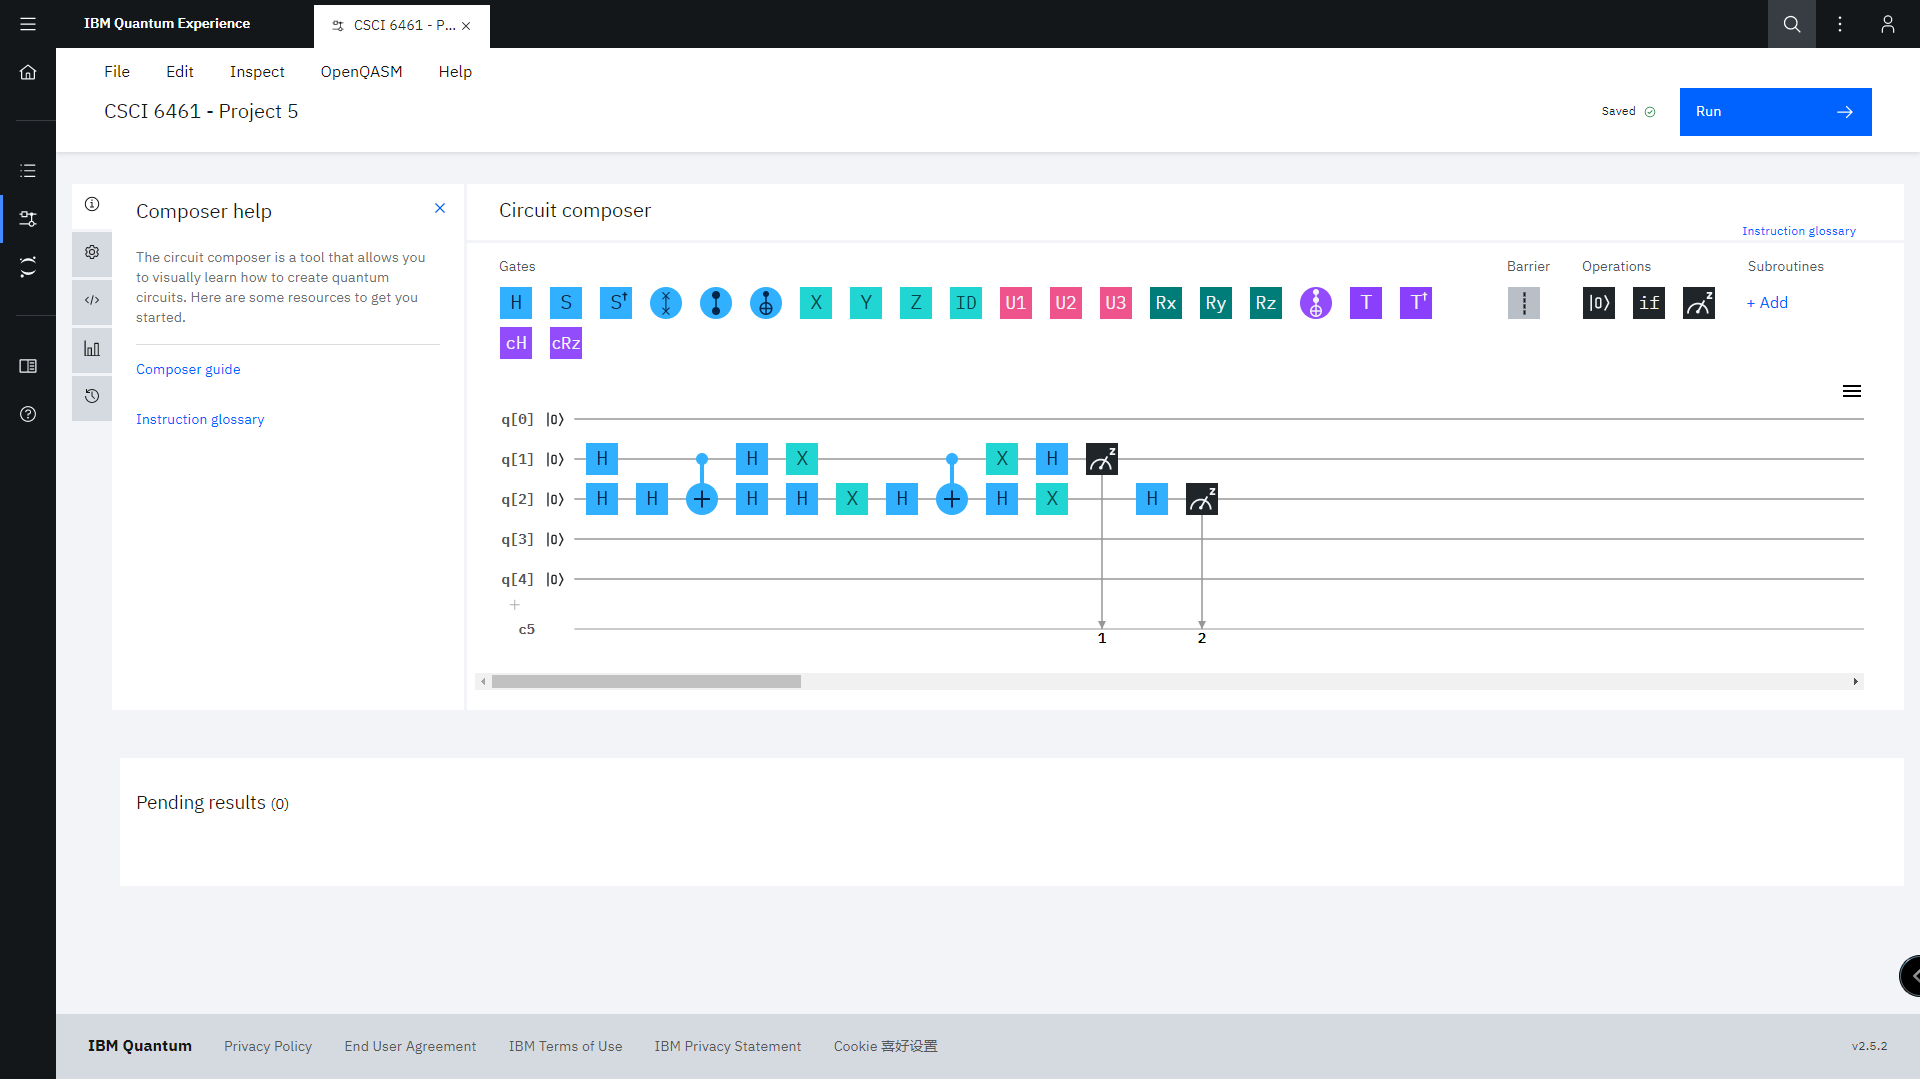 IBM Quantum Experience
CSCI 6461 - P...
File Edit Inspect OpenQASM Help
CSCI 6461 - Project 5
Saved
Run
Composer help
The circuit composer is a tool that allows you
to visually learn how to create quantum
circuits. Here are some resources to get you
started.
Composer guide
Instruction glossary
Circuit composer
Instruction glossary
Gates Barrier Operations Subroutines
H S S† X Y Z ID U1 U2 U3 Rx Ry Rz T T† |0⟩ if z + Add
cH cRz
q[0] |0⟩
q[1] |0⟩ H H X X H z
q[2] |0⟩ H H H H X H H X H z
q[3] |0⟩
q[4] |0⟩
+
c5
1 2
Pending results (0)
IBM Quantum Privacy Policy End User Agreement IBM Terms of Use IBM Privacy Statement Cookie 喜好设置 v2.5.2